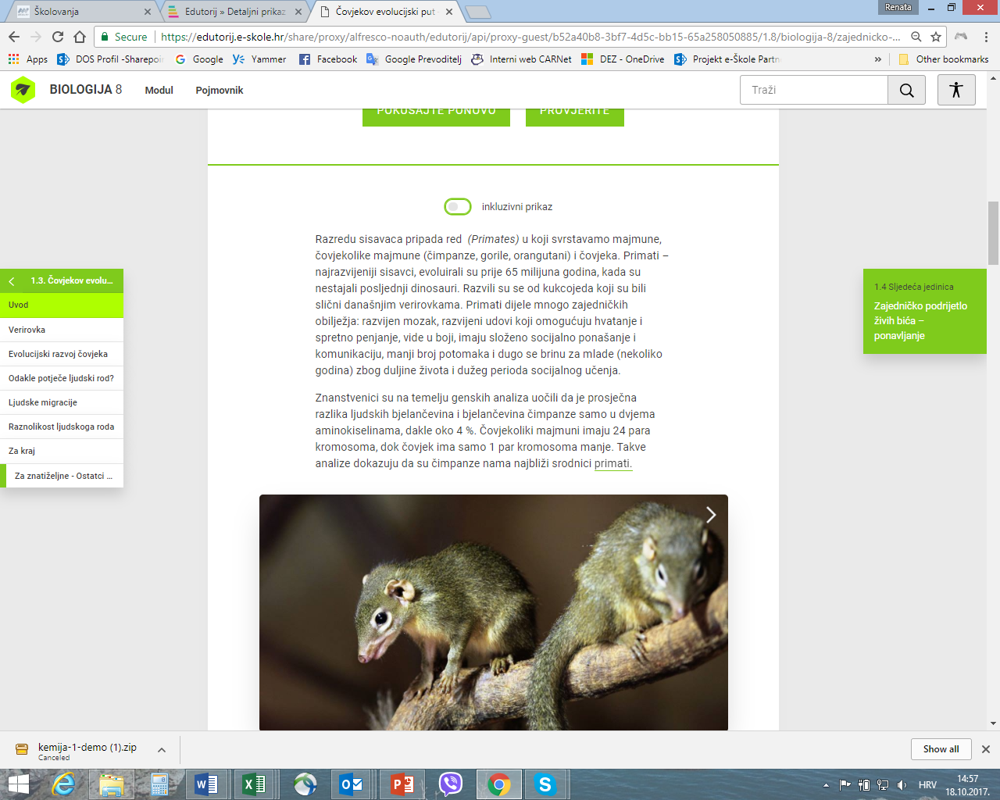 Školovanja
Edutorij » Detaljni prikaz
Čovjekov evolucijski put -
Renata
Secure
https://edutorij.e-skole.hr/share/proxy/alfresco-noauth/edutorij/api/proxy-guest/b52a40b8-3bf7-4d5c-bb15-65a258050885/1.8/biologija-8/zajednicko-...
Apps
DOS Profil -Sharepoin
Google
Yammer
Facebook
Google Prevoditelj
Interni web CARNet
DEZ - OneDrive
Projekt e-Škole Partn
»
Other bookmarks
BIOLOGIJA 8
Modul
Pojmovnik
Traži
POKUŠAJTE PONOVO
PROVJERITE
inkluzivni prikaz
Razredu sisavaca pripada red (Primates) u koji svrstavamo majmune,
čovjekolike majmune (čimpanze, gorile, orangutani) i čovjeka. Primati –
najrazvijeniji sisavci, evoluirali su prije 65 milijuna godina, kada su
nestajali posljednji dinosauri. Razvili su se od kukcojeda koji su bili
slični današnjim verirovkama. Primati dijele mnogo zajedničkih
obilježja: razvijen mozak, razvijeni udovi koji omogućuju hvatanje i
spretno penjanje, vide u boji, imaju složeno socijalno ponašanje i
komunikaciju, manji broj potomaka i dugo se brinu za mlade (nekoliko
godina) zbog duljine života i dužeg perioda socijalnog učenja.
Znanstvenici su na temelju genskih analiza uočili da je prosječna
razlika ljudskih bjelančevina i bjelančevina čimpanze samo u dvjema
aminokiselinama, dakle oko 4 %. Čovjekoliki majmuni imaju 24 para
kromosoma, dok čovjek ima samo 1 par kromosoma manje. Takve
analize dokazuju da su čimpanze nama najbliži srodnici primati.
1.3. Čovjekov evolu...
Uvod
Verirovka
Evolucijski razvoj čovjeka
Odakle potječe ljudski rod?
Ljudske migracije
Raznolikost ljudskoga roda
Za kraj
Za znatiželjne - Ostatci ...
1.4 Sljedeća jedinica
Zajedničko podrijetlo
živih bića –
ponavljanje
kemija-1-demo (1).zip
Canceled
Show all
HRV
14:57
18.10.2017.